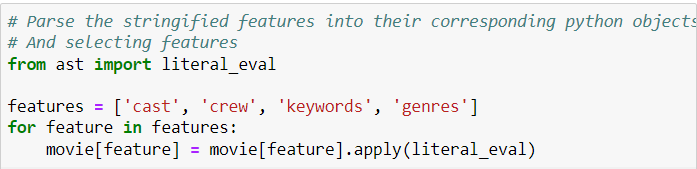 # Parse the stringified features into their corresponding python objects
# And selecting features
from ast import literal_eval
features = ['cast', 'crew', 'keywords', 'genres']
for feature in features:
movie[feature] = movie[feature].apply(literal_eval)